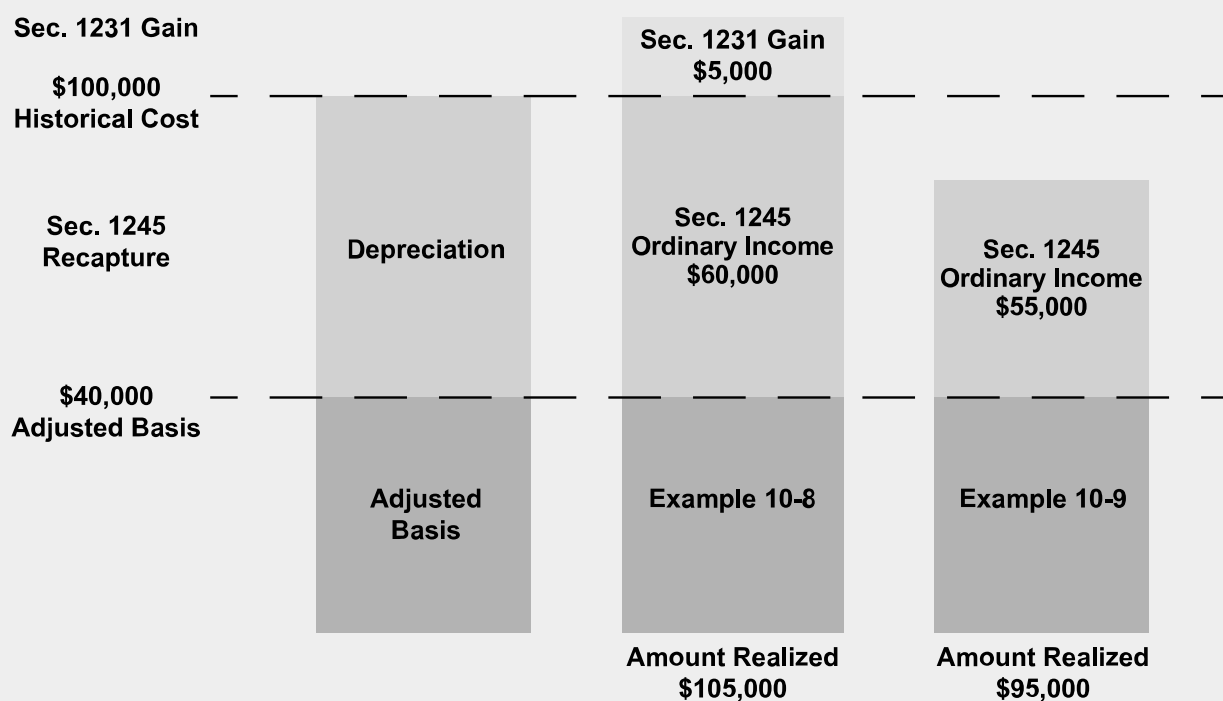 Sec. 1231 Gain
$100,000
Historical Cost
Sec. 1245
Recapture
$40,000
Adjusted Basis
Depreciation
Adjusted
Basis
Sec. 1231 Gain
$5,000
Sec. 1245
Ordinary Income
$60,000
Example 10-8
Amount Realized
$105,000
Sec. 1245
Ordinary Income
$55,000
Example 10-9
Amount Realized
$95,000